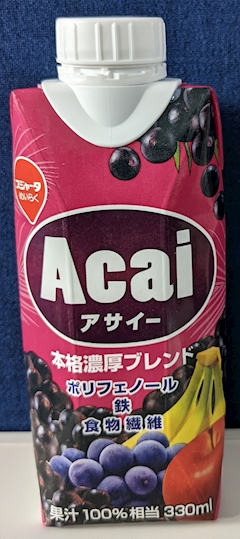 スジャータ
めいらく
Acai
アサイー
本格濃厚ブレンド
ポリフェノール
鉄
食物繊維
果汁100%相当 330ml